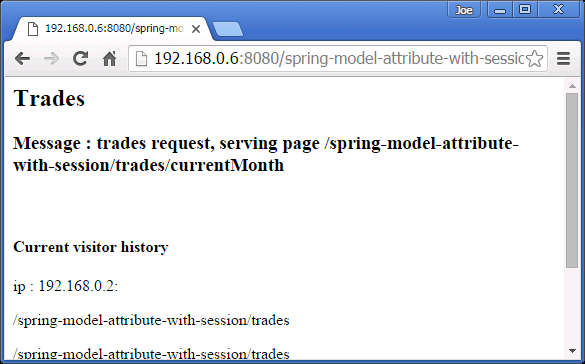 Joe
192.168.0.6:8080/spring-mo
192.168.0.6:8080/spring-model-attribute-with-sessic
Trades
Message : trades request, serving page /spring-model-attribute-
with-session/trades/currentMonth
Current visitor history
ip : 192.168.0.2:
/spring-model-attribute-with-session/trades
/spring-model-attribute-with-session/trades